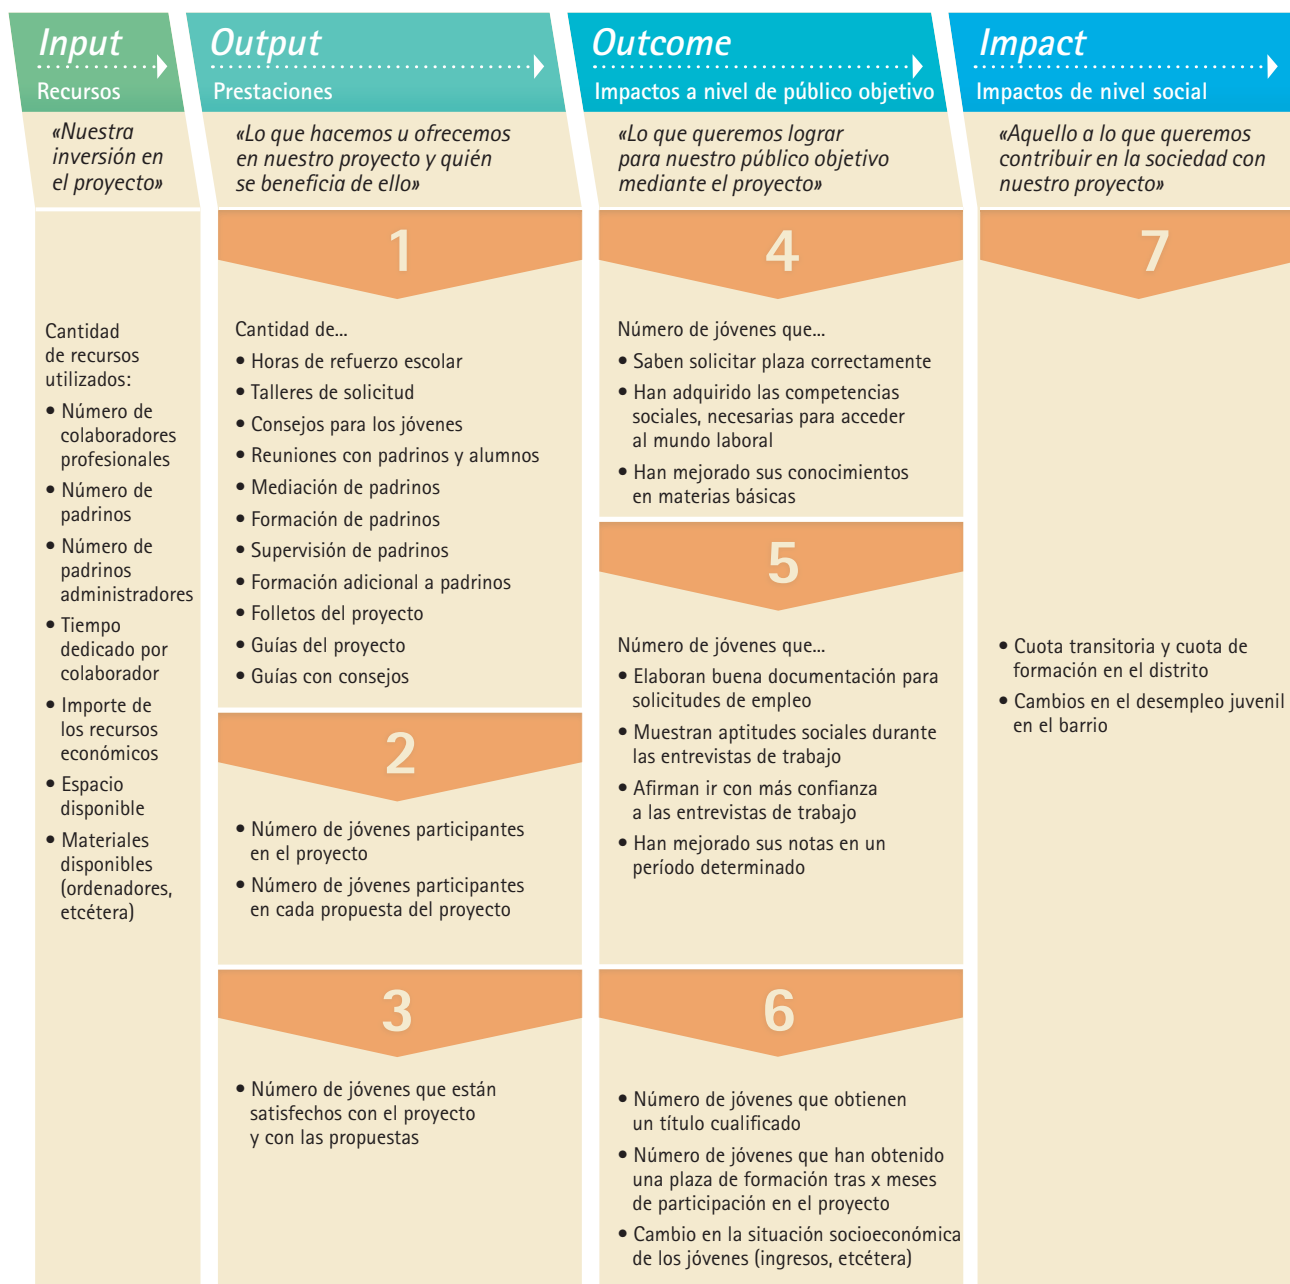 Input
Recursos
«Nuestra
inversión en
el proyecto»
Cantidad
de recursos
utilizados:
• Número de
colaboradores
profesionales
• Número de
padrinos
• Número de
padrinos
administradores
• Tiempo
dedicado por
colaborador
• Importe de
los recursos
económicos
• Espacio
disponible
• Materiales
disponibles
(ordenadores,
etcétera)
Output
Prestaciones
«Lo que hacemos u ofrecemos
en nuestro proyecto y quién
se beneficia de ello»
1
Cantidad de...
• Horas de refuerzo escolar
• Talleres de solicitud
• Consejos para los jóvenes
• Reuniones con padrinos y alumnos
• Mediación de padrinos
• Formación de padrinos
• Supervisión de padrinos
• Formación adicional a padrinos
• Folletos del proyecto
• Guías del proyecto
• Guías con consejos
2
• Número de jóvenes participantes
en el proyecto
• Número de jóvenes participantes
en cada propuesta del proyecto
3
• Número de jóvenes que están
satisfechos con el proyecto
y con las propuestas
Outcome
Impactos a nivel de público objetivo
«Lo que queremos lograr
para nuestro público objetivo
mediante el proyecto»
4
Número de jóvenes que...
• Saben solicitar plaza correctamente
• Han adquirido las competencias
sociales, necesarias para acceder
al mundo laboral
• Han mejorado sus conocimientos
en materias básicas
5
Número de jóvenes que...
• Elaboran buena documentación para
solicitudes de empleo
• Muestran aptitudes sociales durante
las entrevistas de trabajo
• Afirman ir con más confianza
a las entrevistas de trabajo
• Han mejorado sus notas en un
período determinado
6
• Número de jóvenes que obtienen
un título cualificado
• Número de jóvenes que han obtenido
una plaza de formación tras x meses
de participación en el proyecto
• Cambio en la situación socioeconómica
de los jóvenes (ingresos, etcétera)
Impact
Impactos de nivel social
«Aquello a lo que queremos
contribuir en la sociedad con
nuestro proyecto»
7
• Cuota transitoria y cuota de
formación en el distrito
• Cambios en el desempleo juvenil
en el barrio